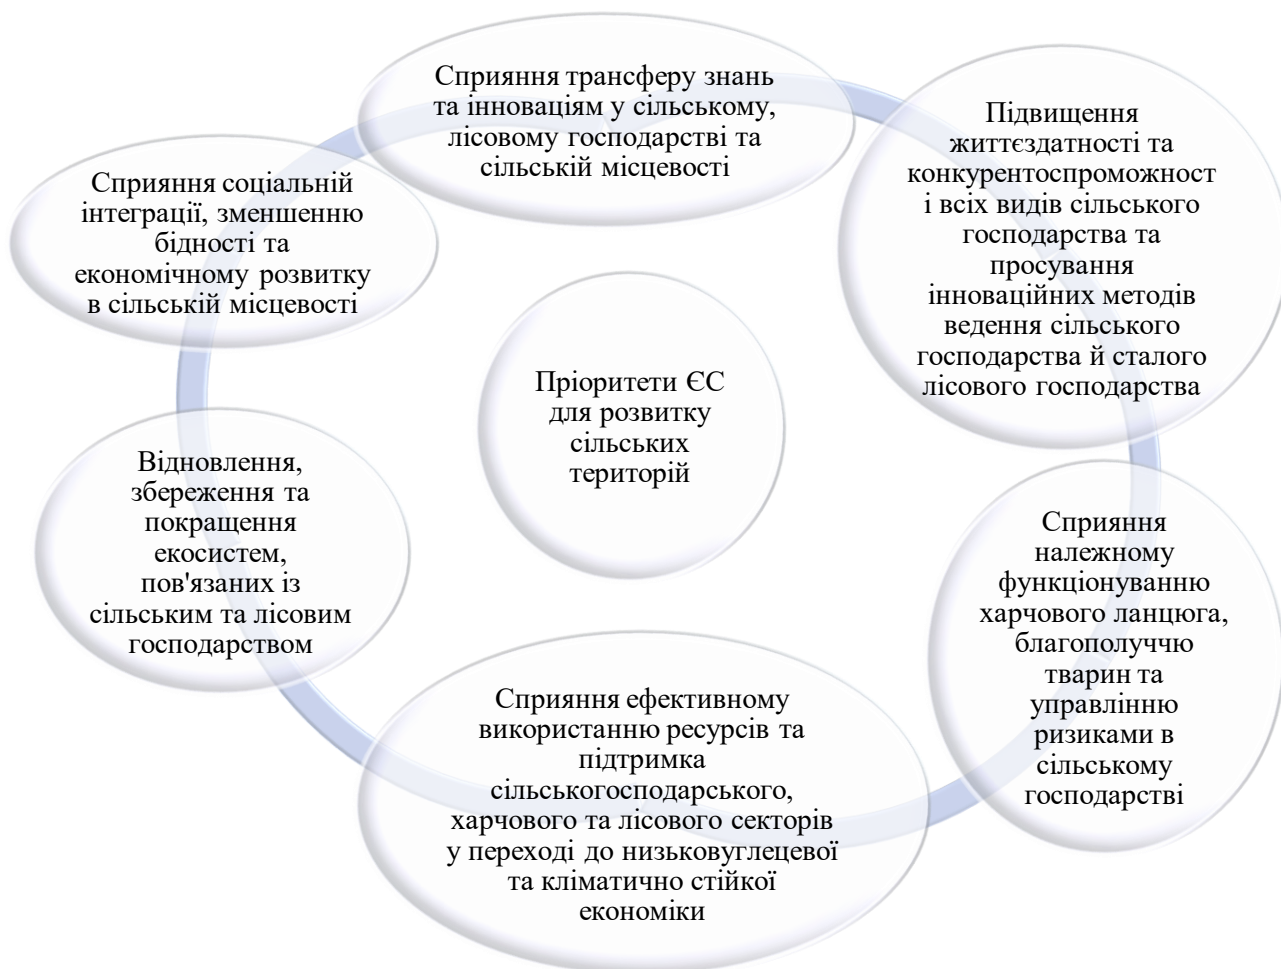 Сприяння трансферу знань
та інноваціям у сільському,
лісовому господарстві та
сільській місцевості
Підвищення
життєздатності та
конкурентоспроможност
і всіх видів сільського
господарства та
просування
інноваційних методів
ведення сільського
господарства й сталого
лісового господарства
Сприяння
належному
функціонуванню
харчового ланцюга,
благополуччю
тварин та
управлінню
ризиками в
сільському
господарстві
Сприяння ефективному
використанню ресурсів та
підтримка
сільськогосподарського,
харчового та лісового секторів
у переході до низьковуглецевої
та кліматично стійкої
економіки
Відновлення,
збереження та
покращення
екосистем,
пов'язаних із
сільським та лісовим
господарством
Сприяння соціальній
інтеграції, зменшенню
бідності та
економічному розвитку
в сільській місцевості
Пріоритети ЄС
для розвитку
сільських
територій